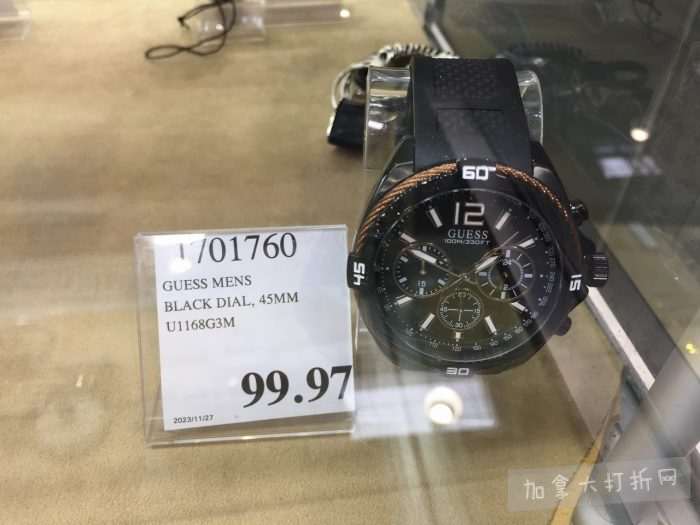 1701760
GUESS MENS
BLACK DIAL, 45MM
U1168G3M
99.97
2023/11/27
60
12
GUESS
100M/330FT
45
15
30
加拿大打折网